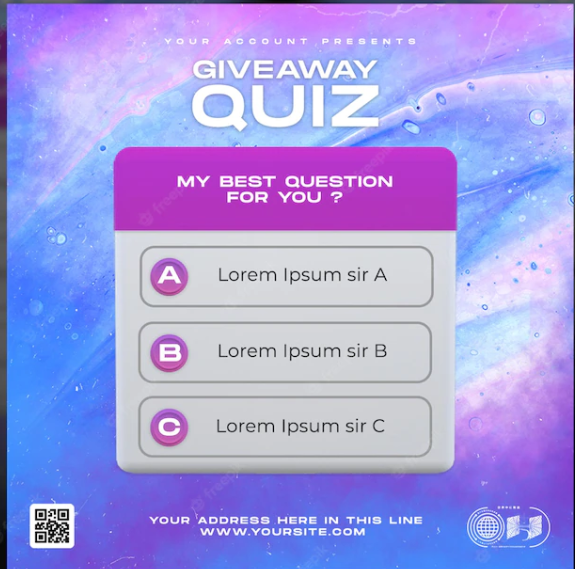 YOUR ACCOUNT PRESENTS
GIVEAWAY
QUIZ
MY BEST QUESTION
FOR YOU ?
A Lorem Ipsum sir A
B Lorem Ipsum sir B
C Lorem Ipsum sir C
YOUR ADDRESS HERE IN THIS LINE
WWW.YOURSITE.COM